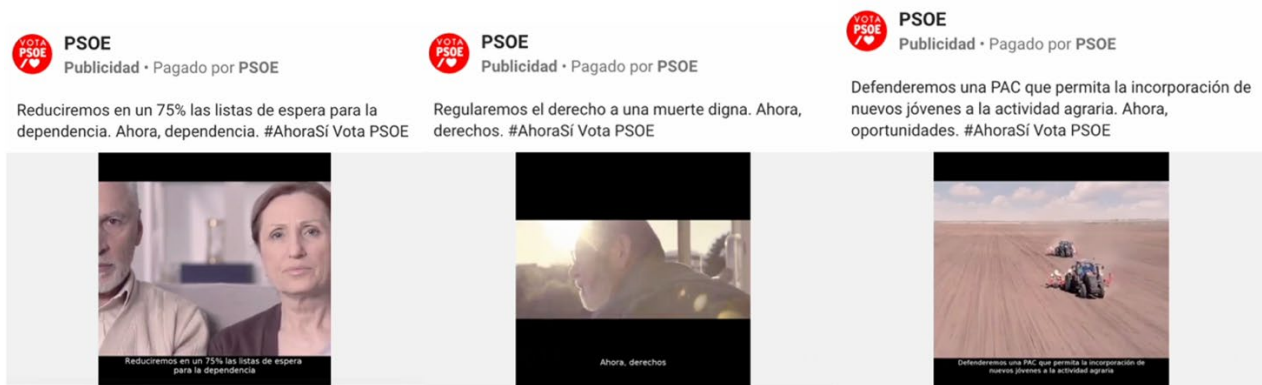 VOTA
PSOE
PSOE
Publicidad • Pagado por PSOE
Reduciremos en un 75% las listas de espera para la
dependencia. Ahora, dependencia. #AhoraSí Vota PSOE
Reduciremos en un 75% las listas de espera
para la dependencia
VOTA
PSOE
PSOE
Publicidad • Pagado por PSOE
Regularemos el derecho a una muerte digna. Ahora,
derechos. #AhoraSí Vota PSOE
Ahora, derechos
VOTA
PSOE
PSOE
Publicidad • Pagado por PSOE
Defenderemos una PAC que permita la incorporación de
nuevos jóvenes a la actividad agraria. Ahora,
oportunidades. #AhoraSí Vota PSOE
Defenderemos una PAC que permita la incorporación de
nuevos jóvenes a la actividad agraria